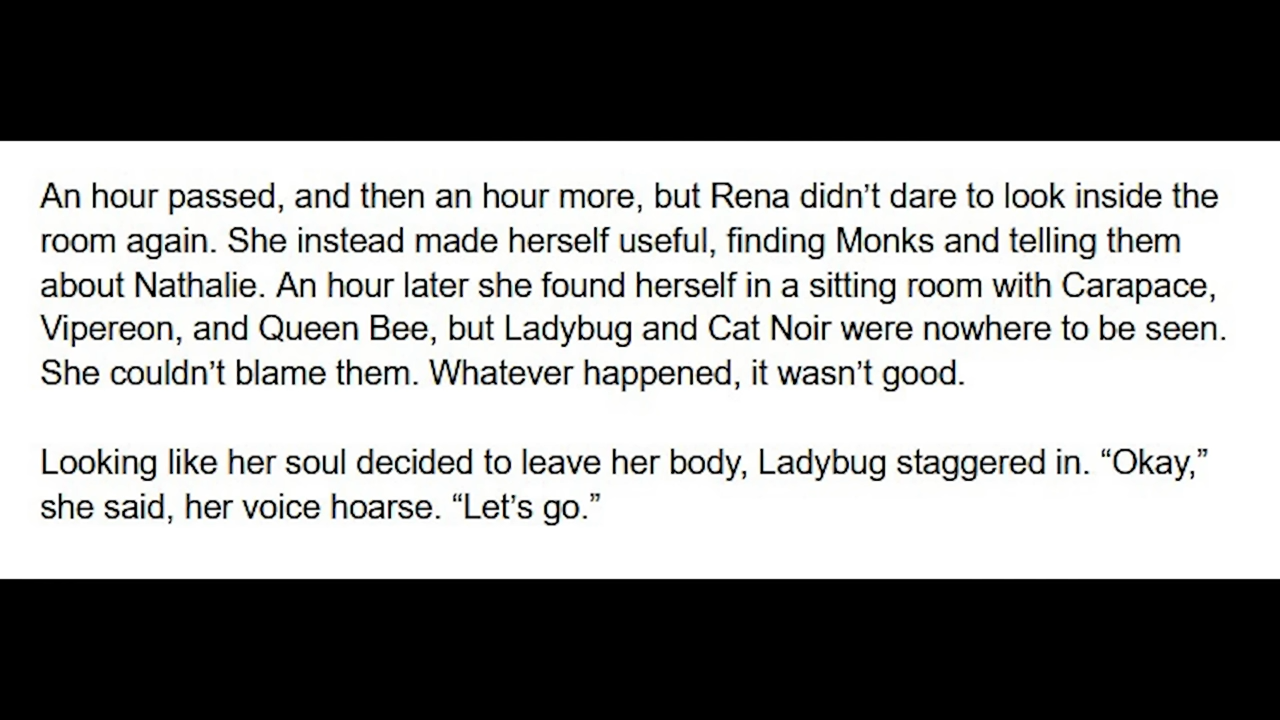 An hour passed, and then an hour more, but Rena didn’t dare to look inside the
room again. She instead made herself useful, finding Monks and telling them
about Nathalie. An hour later she found herself in a sitting room with Carapace,
Vipereon, and Queen Bee, but Ladybug and Cat Noir were nowhere to be seen.
She couldn’t blame them. Whatever happened, it wasn’t good.
Looking like her soul decided to leave her body, Ladybug staggered in. “Okay,”
she said, her voice hoarse. “Let’s go.”